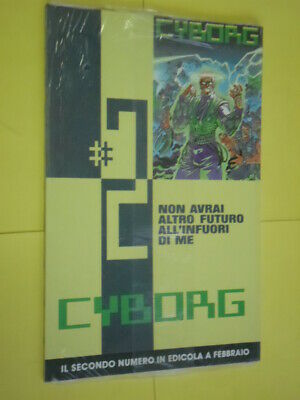 CYBORG
#2
NON AVRAI
ALTRO FUTURO
ALL'INFUORI
DI ME
CYBORG
IL SECONDO NUMERO IN EDICOLA A FEBBRAIO